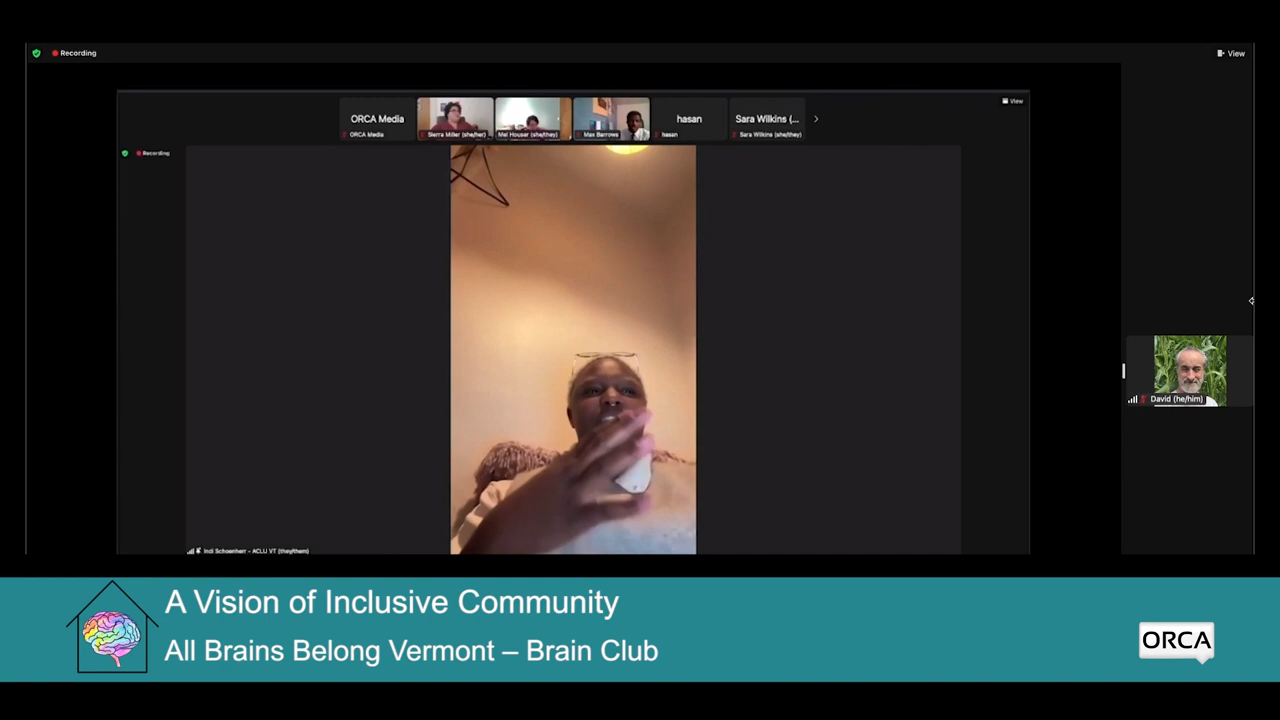 Recording
View
View
ORCA Media
hasan
Sara Wilkins (...
ORCA Media
Sierra Miller (she/her)
Mel Houser (she/they)
Max Barrows
hasan
Sara Wilkins (she/they)
Recording
David (he/him)
Indi Schoenherr - ACLU VT (they/them)
A Vision of Inclusive Community
All Brains Belong Vermont – Brain Club
ORCA